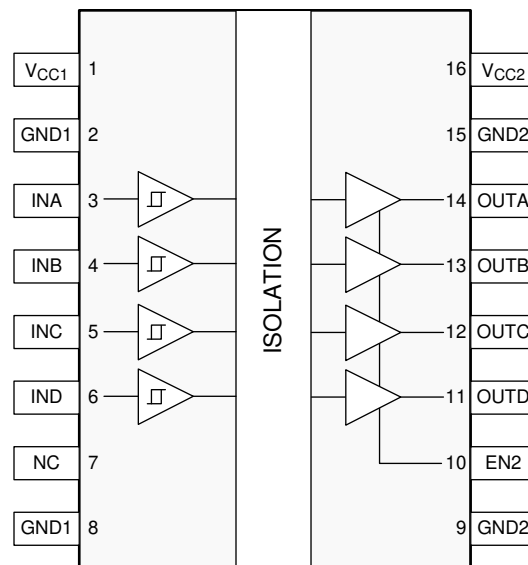 VCC1 1 16 VCC2
GND1 2 15 GND2
INA 3 14 OUTA
INB 4 13 OUTB
INC 5 12 OUTC
IND 6 11 OUTD
NC 7 10 EN2
GND1 8 9 GND2
ISOLATION